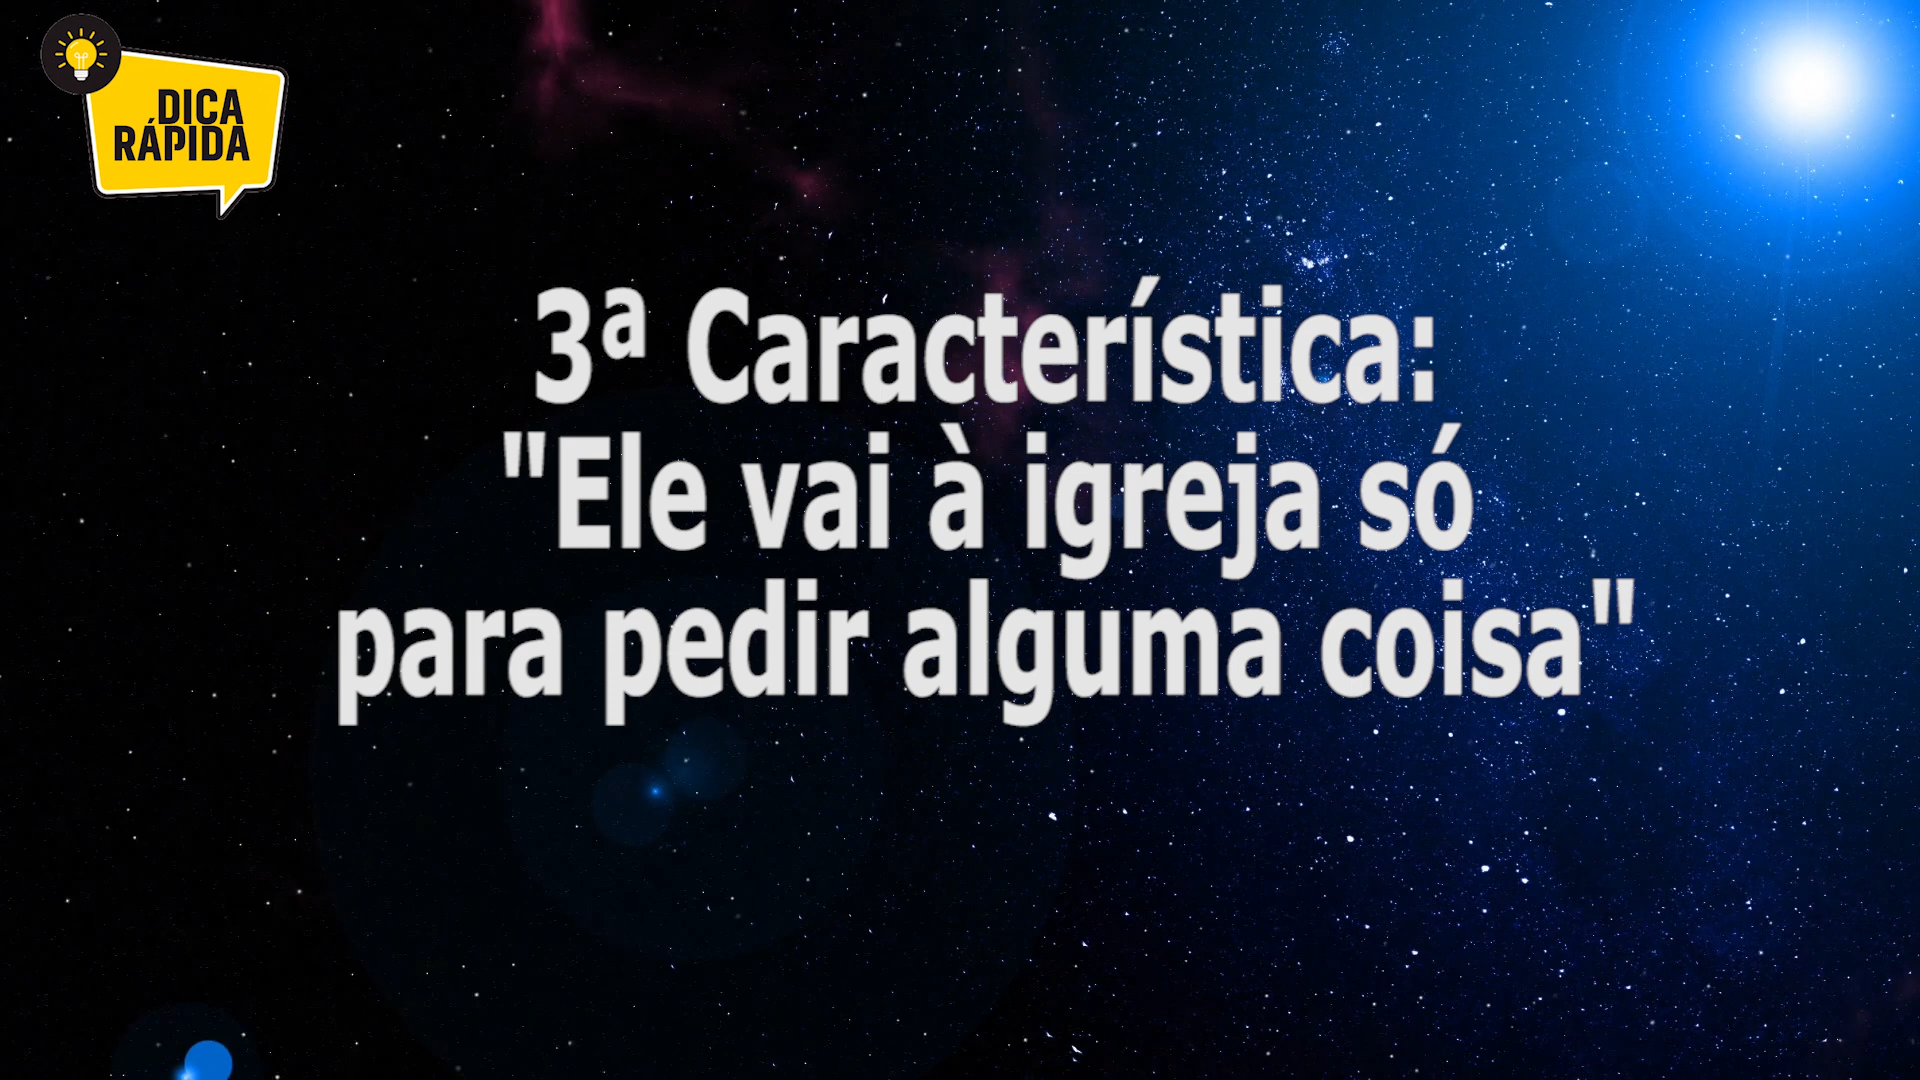 DICA
RÁPIDA
3ª Característica:
"Ele vai à igreja só
para pedir alguma coisa"